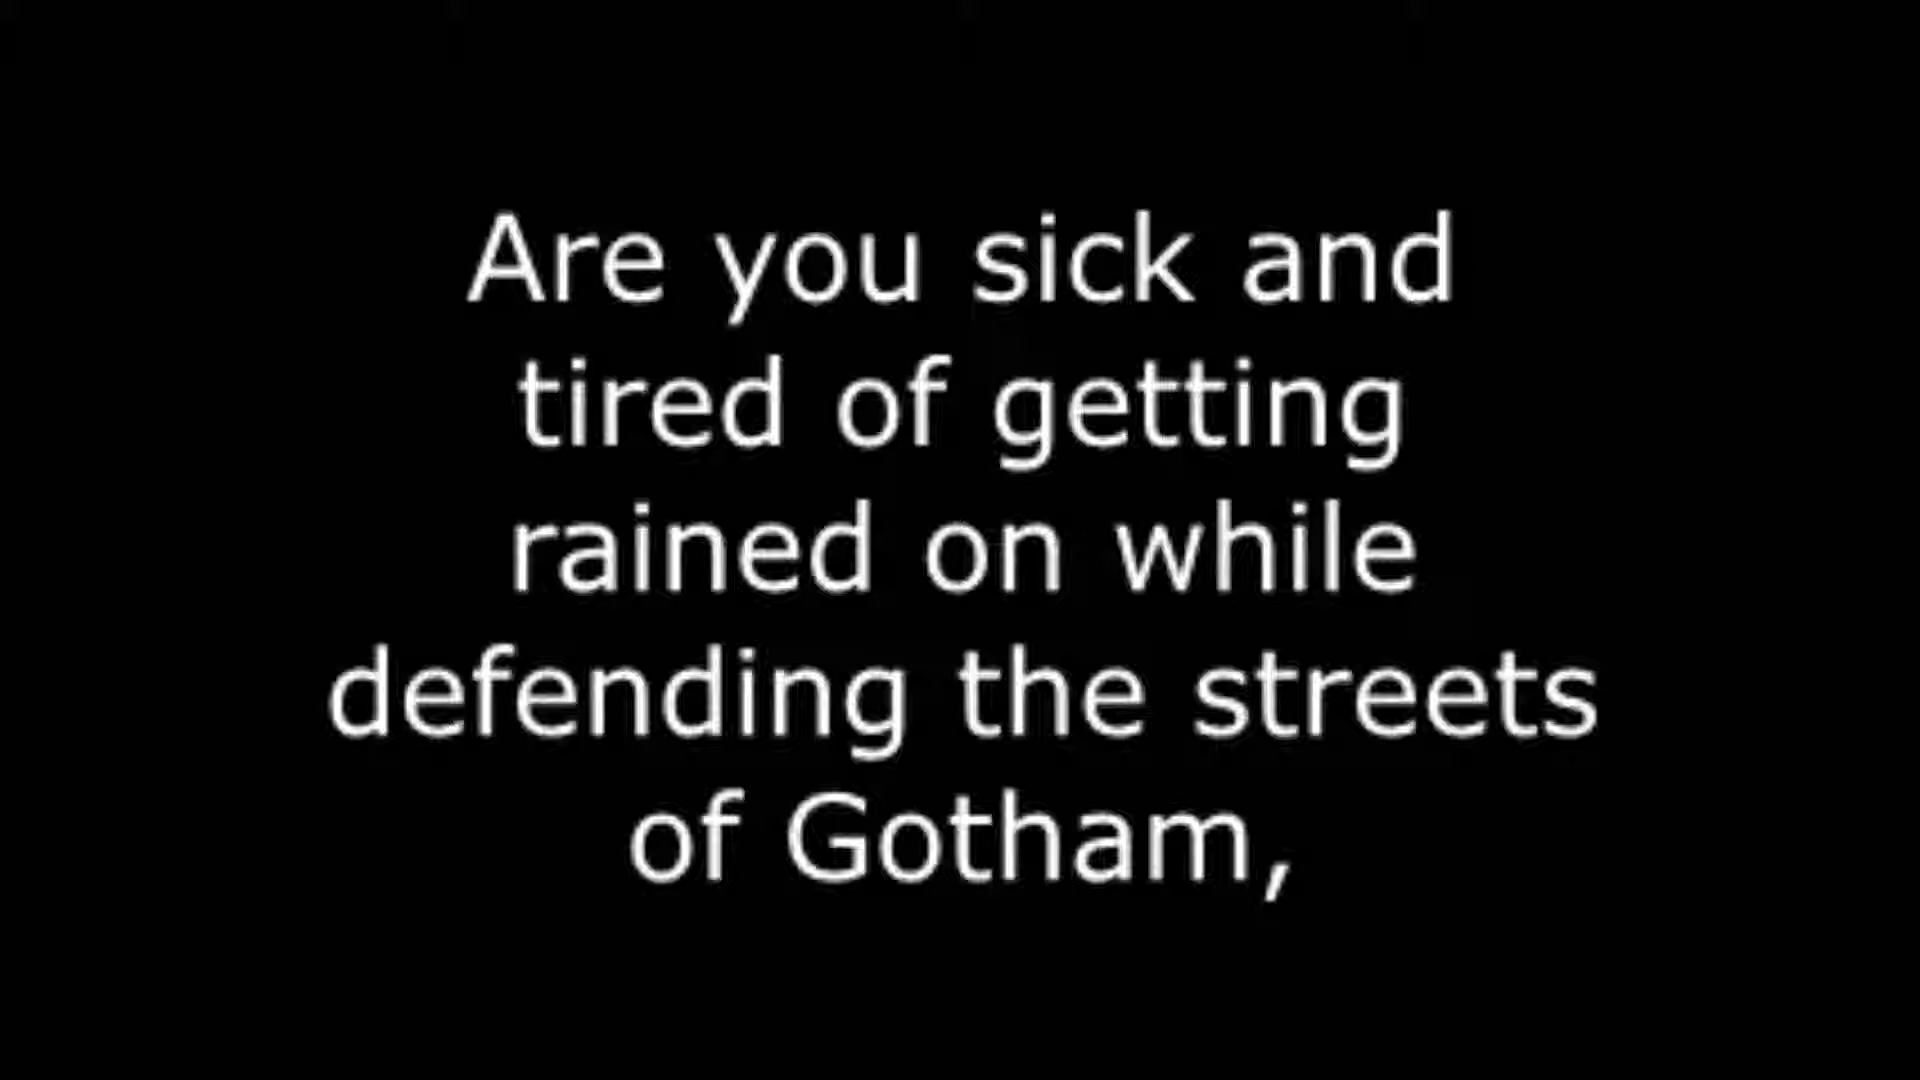 Are you sick and
tired of getting
rained on while
defending the streets
of Gotham,